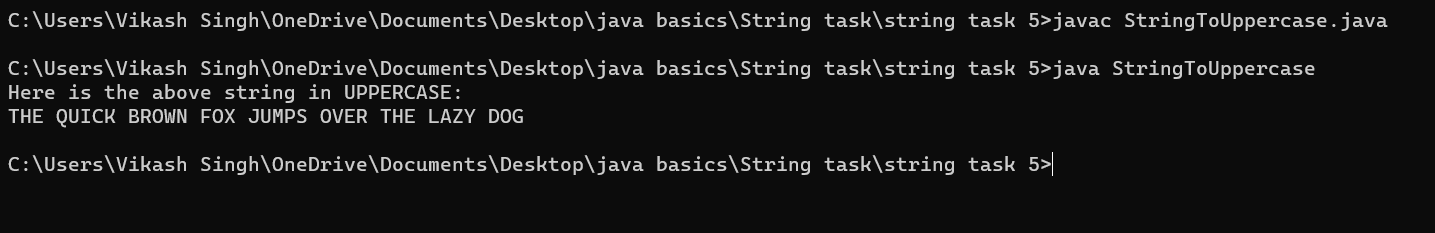 C:\Users\Vikash Singh\OneDrive\Documents\Desktop\java basics\String task\string task 5>javac StringToUppercase.java
C:\Users\Vikash Singh\OneDrive\Documents\Desktop\java basics\String task\string task 5>java StringToUppercase
Here is the above string in UPPERCASE:
THE QUICK BROWN FOX JUMPS OVER THE LAZY DOG
C:\Users\Vikash Singh\OneDrive\Documents\Desktop\java basics\String task\string task 5>